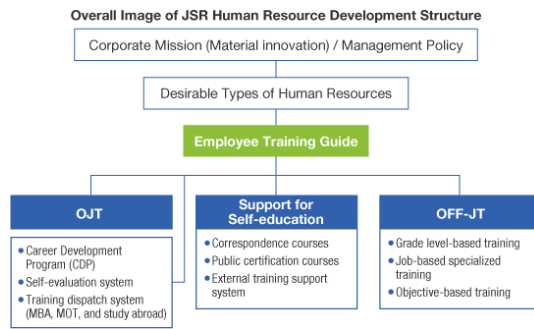 Overall Image of JSR Human Resource Development Structure
Corporate Mission (Material innovation) / Management Policy
Desirable Types of Human Resources
Employee Training Guide
OJT
• Career Development
Program (CDP)
• Self-evaluation system
• Training dispatch system
(MBA, MOT, and study abroad)
Support for
Self-education
• Correspondence courses
• Public certification courses
• External training support
system
OFF-JT
• Grade level-based training
• Job-based specialized
training
• Objective-based training